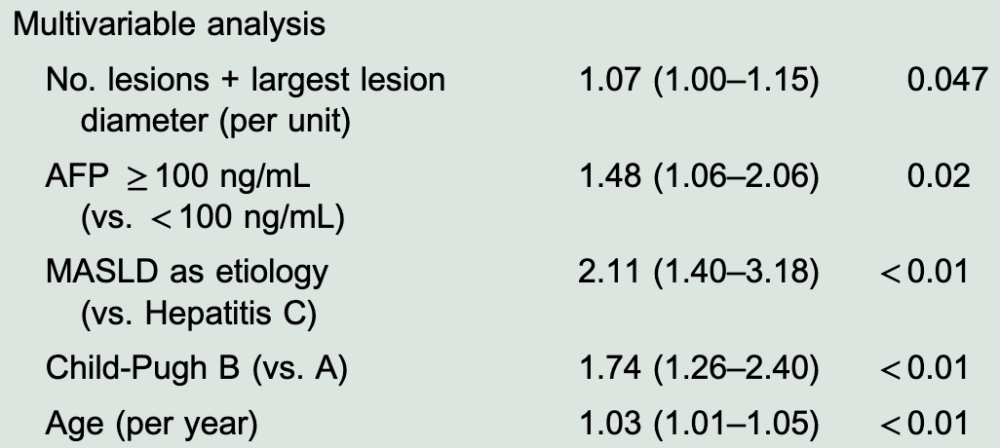 Multivariable analysis
No. lesions + largest lesion 1.07 (1.00–1.15) 0.047
diameter (per unit)
AFP ≥100 ng/mL 1.48 (1.06–2.06) 0.02
(vs. <100 ng/mL)
MASLD as etiology 2.11 (1.40–3.18) <0.01
(vs. Hepatitis C)
Child-Pugh B (vs. A) 1.74 (1.26–2.40) <0.01
Age (per year) 1.03 (1.01–1.05) <0.01